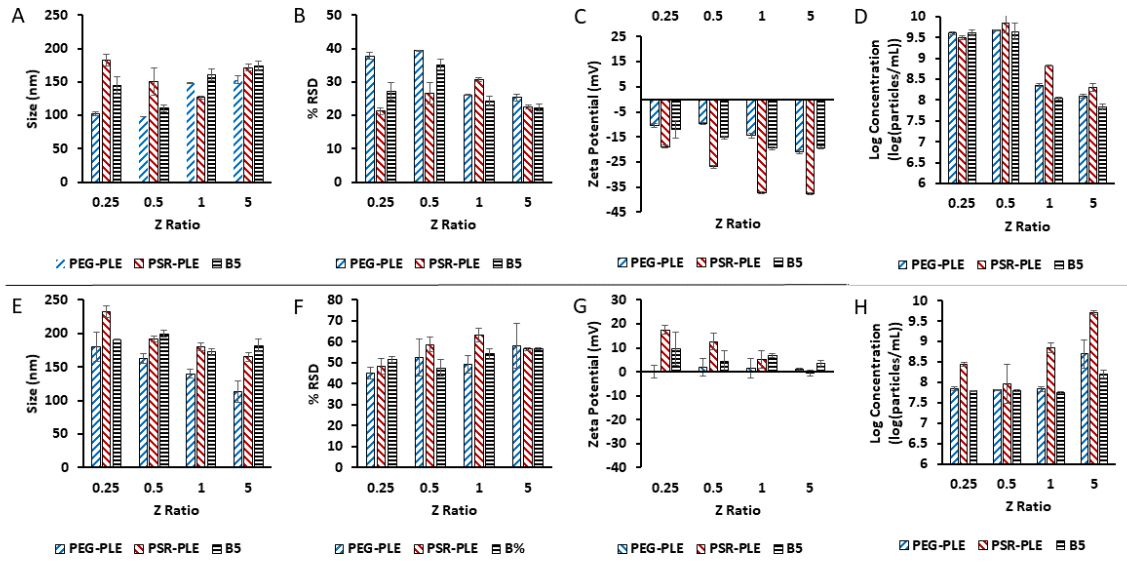 A
Size (nm)
250
200
150
100
50
0
0.25 0.5 1 5
Z Ratio
PEG-PLE PSR-PLE B5
B
% RSD
50
40
30
20
10
0
0.25 0.5 1 5
Z Ratio
PEG-PLE PSR-PLE B5
C
0.25 0.5 1 5
Zeta Potential (mV)
25
15
5
-5
-15
-25
-35
-45
Z Ratio
PEG-PLE PSR-PLE B5
D
Log Concentration
(log(particles/mL))
10
9.5
9
8.5
8
7.5
7
6.5
6
0.25 0.5 1 5
Z Ratio
PEG-PLE PSR-PLE B5
E
Size (nm)
250
200
150
100
50
0
0.25 0.5 1 5
Z Ratio
PEG-PLE PSR-PLE B5
F
% RSD
80
70
60
50
40
30
20
10
0
0.25 0.5 1 5
Z Ratio
PEG-PLE PSR-PLE B%
G
Zeta Potential (mV)
30
20
10
0
-10
-20
-30
-40
0.25 0.5 1 5
Z Ratio
PEG-PLE PSR-PLE B5
H
Log Concentration
(log(particles/mL))
10
9.5
9
8.5
8
7.5
7
6.5
6
0.25 0.5 1 5
Z Ratio
PEG-PLE PSR-PLE B5